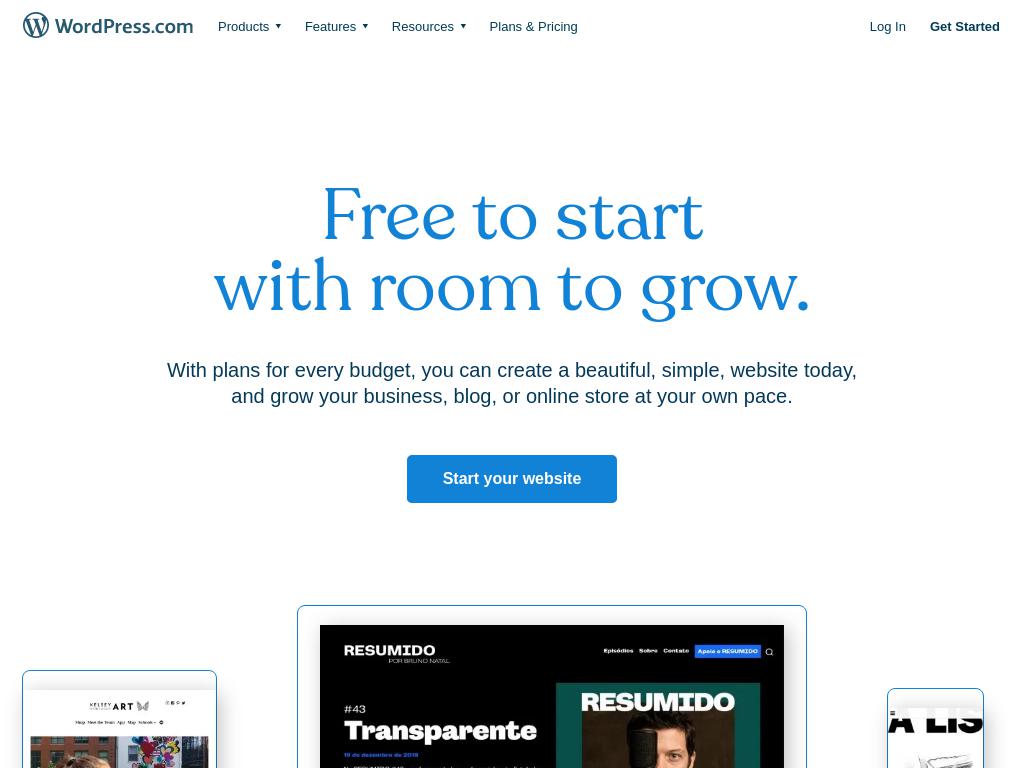 WordPress.com Products Features Resources Plans & Pricing Log In Get Started
Free to start
with room to grow.
With plans for every budget, you can create a beautiful, simple, website today,
and grow your business, blog, or online store at your own pace.
Start your website
RESUMIDO
POR BRUNO NATAL
Episódios Sobre Contato Apoie o RESUMIDO
#43
Transparente
19 de dezembro de 2019
RESUMIDO
KELSEY
ART
Shop Meet the Team App Map Schools
A LIS